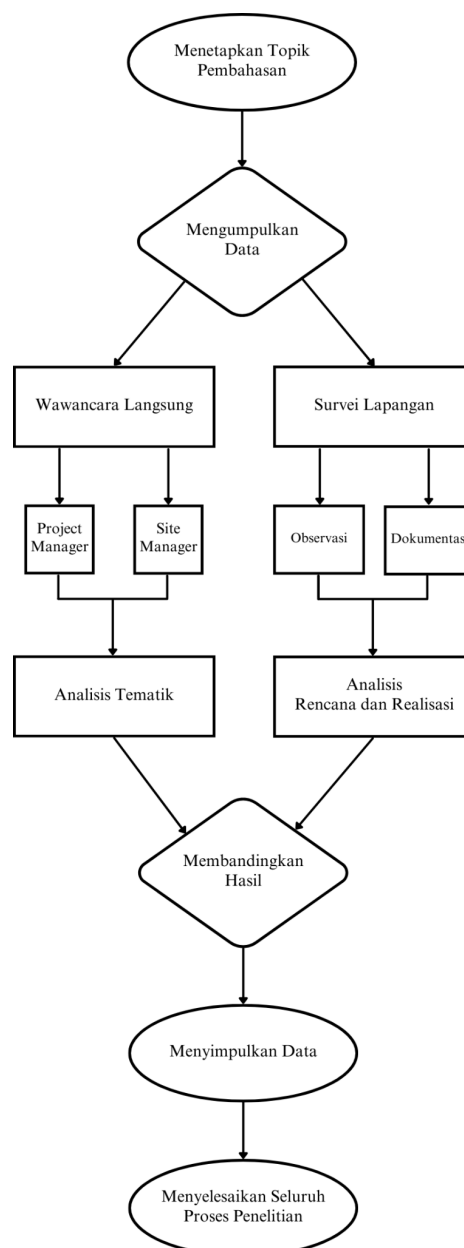 Menetapkan Topik
Pembahasan
Mengumpulkan
Data
Wawancara Langsung
Survei Lapangan
Project
Manager
Site
Manager
Observasi
Dokumentas
Analisis Tematik
Analisis
Rencana dan Realisasi
Membandingkan
Hasil
Menyimpulkan Data
Menyelesaikan Seluruh
Proses Penelitian